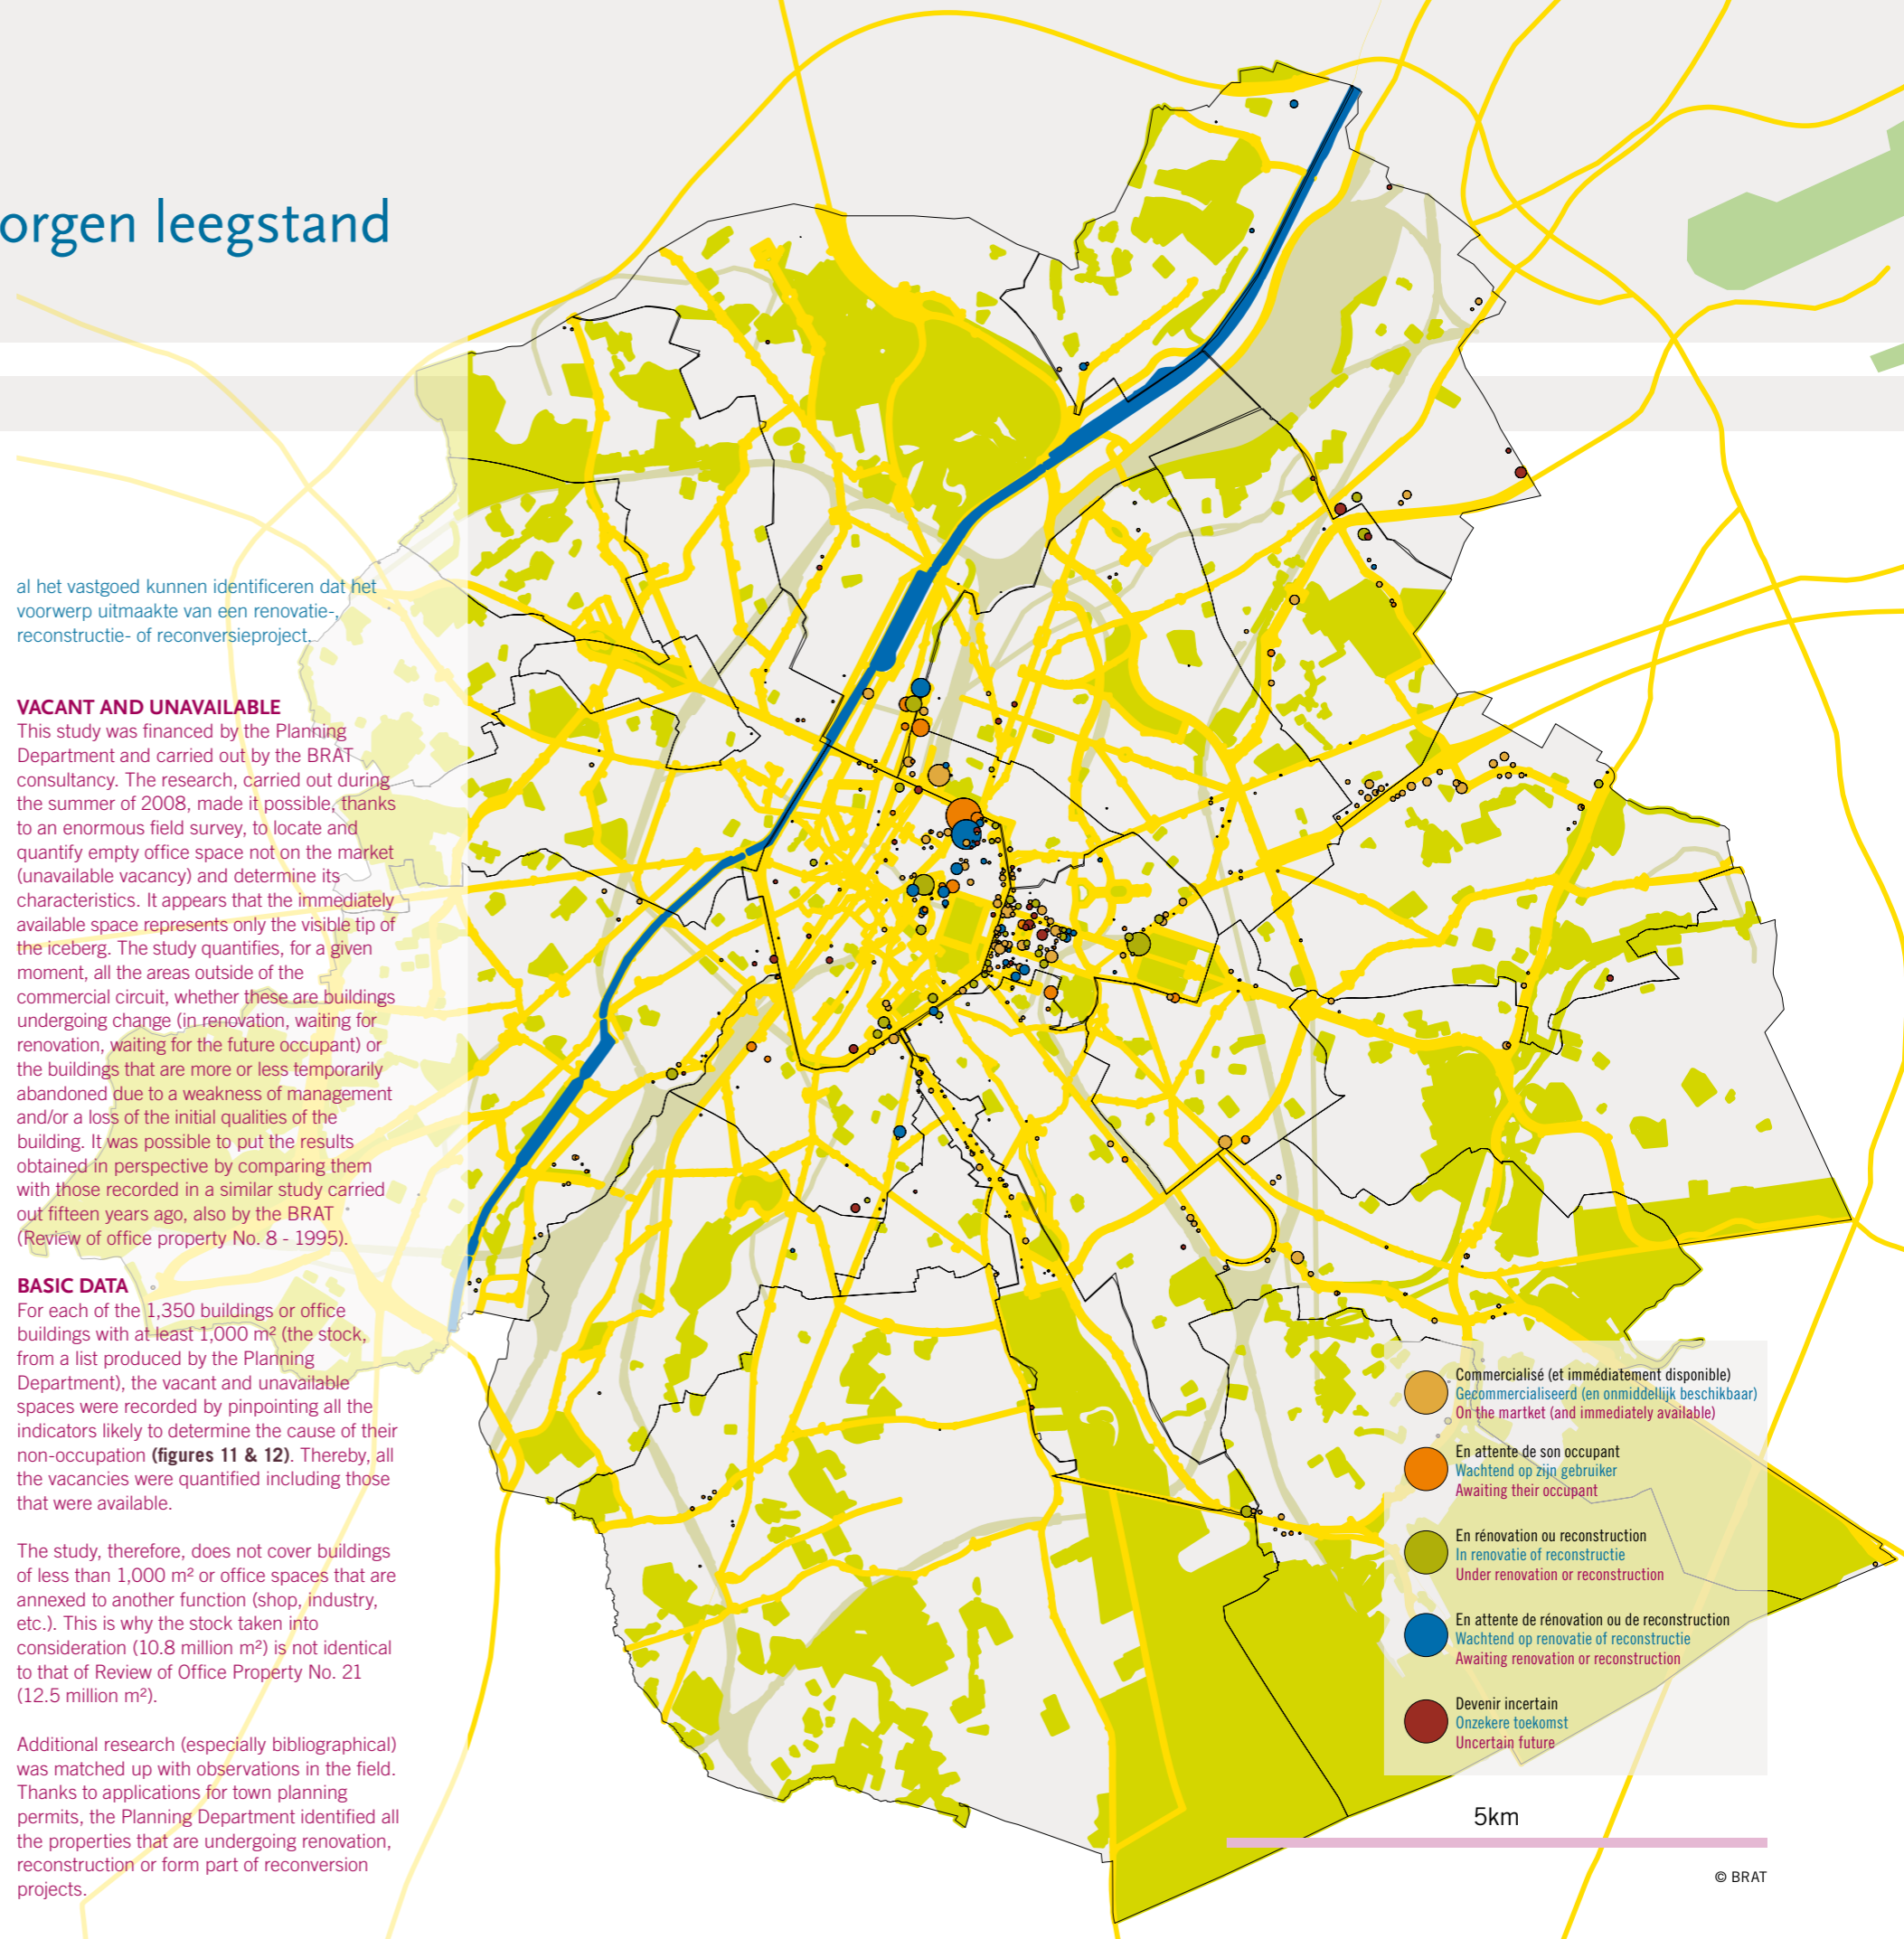 orgen leegstand
al het vastgoed kunnen identificeren dat het
voorwerp uitmaakte van een renovatie-,
reconstructie- of reconversieproject.
VACANT AND UNAVAILABLE
This study was financed by the Planning
Department and carried out by the BRAT
consultancy. The research, carried out during
the summer of 2008, made it possible, thanks
to an enormous field survey, to locate and
quantify empty office space not on the market
(unavailable vacancy) and determine its
characteristics. It appears that the immediately
available space represents only the visible tip of
the iceberg. The study quantifies, for a given
moment, all the areas outside of the
commercial circuit, whether these are buildings
undergoing change (in renovation, waiting for
renovation, waiting for the future occupant) or
the buildings that are more or less temporarily
abandoned due to a weakness of management
and/or a loss of the initial qualities of the
building. It was possible to put the results
obtained in perspective by comparing them
with those recorded in a similar study carried
out fifteen years ago, also by the BRAT
(Review of office property No. 8 - 1995).
BASIC DATA
For each of the 1,350 buildings or office
buildings with at least 1,000 m² (the stock,
from a list produced by the Planning
Department), the vacant and unavailable
spaces were recorded by pinpointing all the
indicators likely to determine the cause of their
non-occupation (figures 11 & 12). Thereby, all
the vacancies were quantified including those
that were available.
The study, therefore, does not cover buildings
of less than 1,000 m² or office spaces that are
annexed to another function (shop, industry,
etc.). This is why the stock taken into
consideration (10.8 million m²) is not identical
to that of Review of Office Property No. 21
(12.5 million m²).
Additional research (especially bibliographical)
was matched up with observations in the field.
Thanks to applications for town planning
permits, the Planning Department identified all
the properties that are undergoing renovation,
reconstruction or form part of reconversion
projects.
Commercialisé (et immédiatement disponible)
Gecommercialiseerd (en onmiddellijk beschikbaar)
On the martket (and immediately available)
En attente de son occupant
Wachtend op zijn gebruiker
Awaiting their occupant
En rénovation ou reconstruction
In renovatie of reconstructie
Under renovation or reconstruction
En attente de rénovation ou de reconstruction
Wachtend op renovatie of reconstructie
Awaiting renovation or reconstruction
Devenir incertain
Onzekere toekomst
Uncertain future
5km
© BRAT